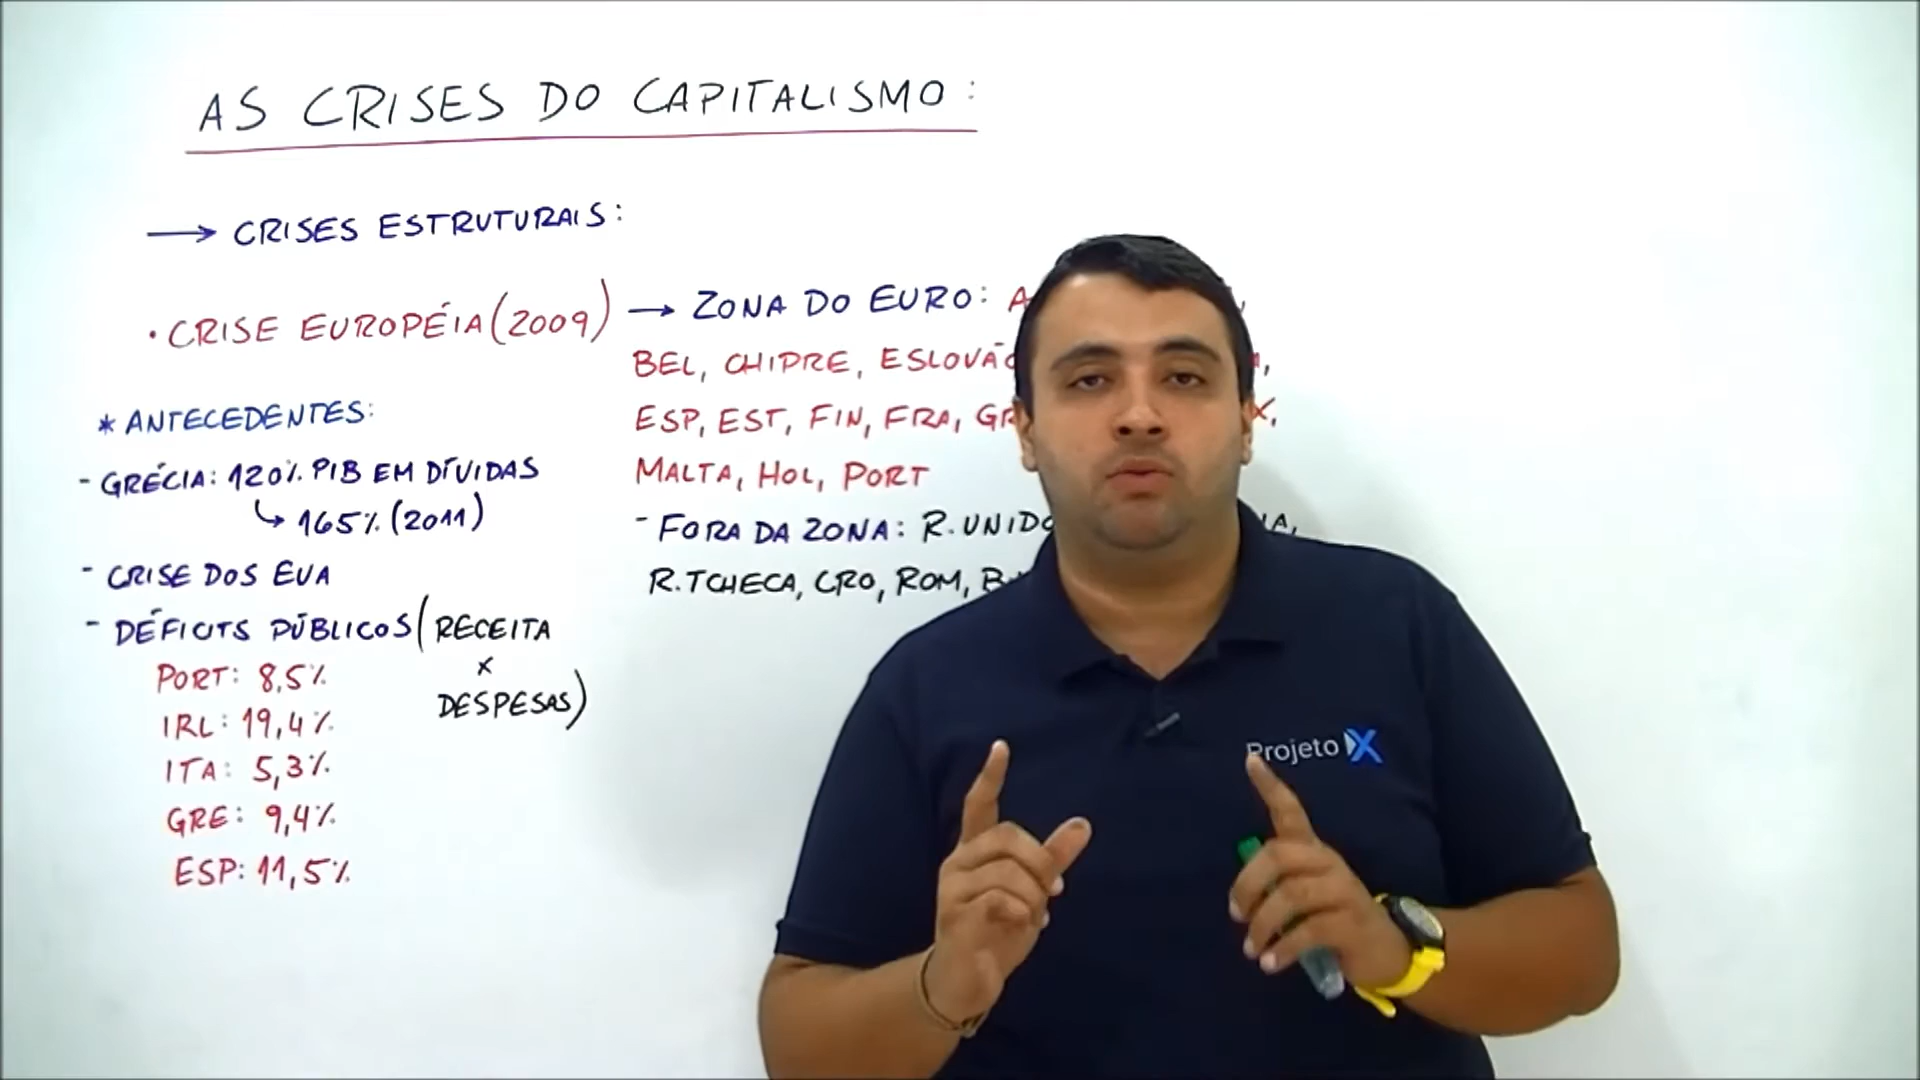 AS CRISES DO CAPITALISMO:
→ CRISES ESTRUTURAIS:
• CRISE EUROPÉIA (2009) → ZONA DO EURO:
BEL, CHIPRE,
ESP, EST, FIN, FRA,
MALTA, HOL, PORT
- FORA DA ZONA: R. UNIDO
R. TCHECA, CRO, ROM,
* ANTECEDENTES:
- GRÉCIA: 120% PIB EM DÍVIDAS
↳ 165% (2011)
- CRISE DOS EUA
- DÉFICITS PÚBLICOS (RECEITA
x
DESPESAS)
PORT: 8,5%
IRL: 19,4%
ITA: 5,3%
GRE: 9,4%
ESP: 11,5%
Projeto X